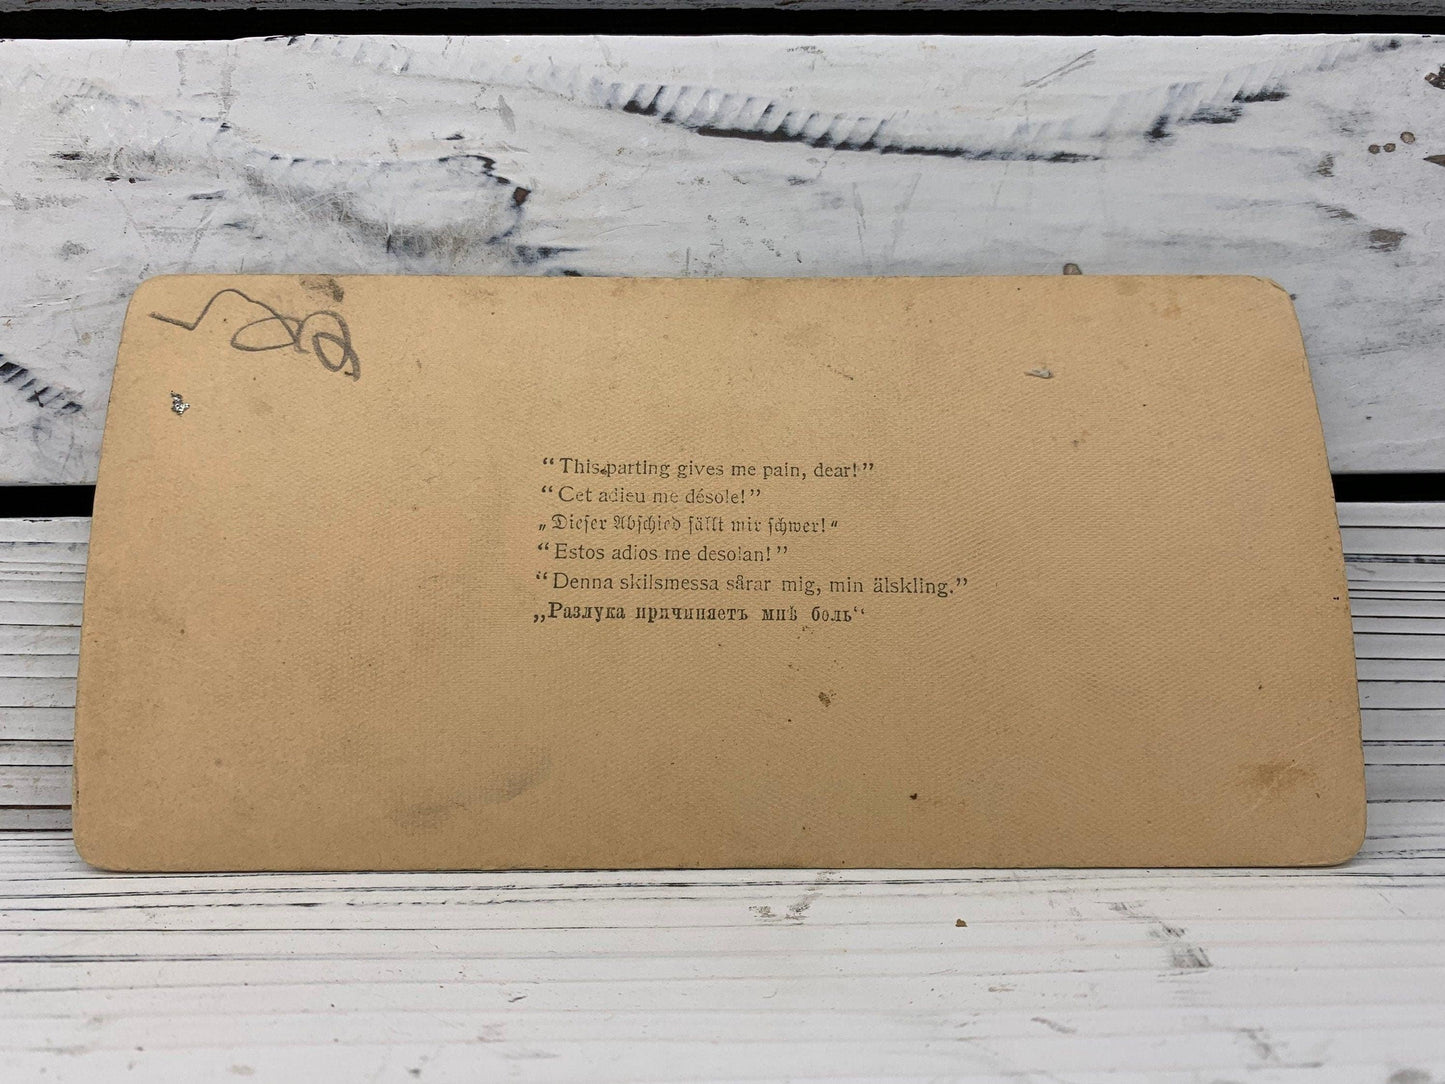 “This parting gives me pain, dear!”
“Cet adieu me désole!”
„Dieſer Abſchied fällt mir ſchwer!“
“Estos adios me desolan!”
“Denna skilsmessa sårar mig, min älskling.”
„Разлука причиняетъ мнѣ боль“